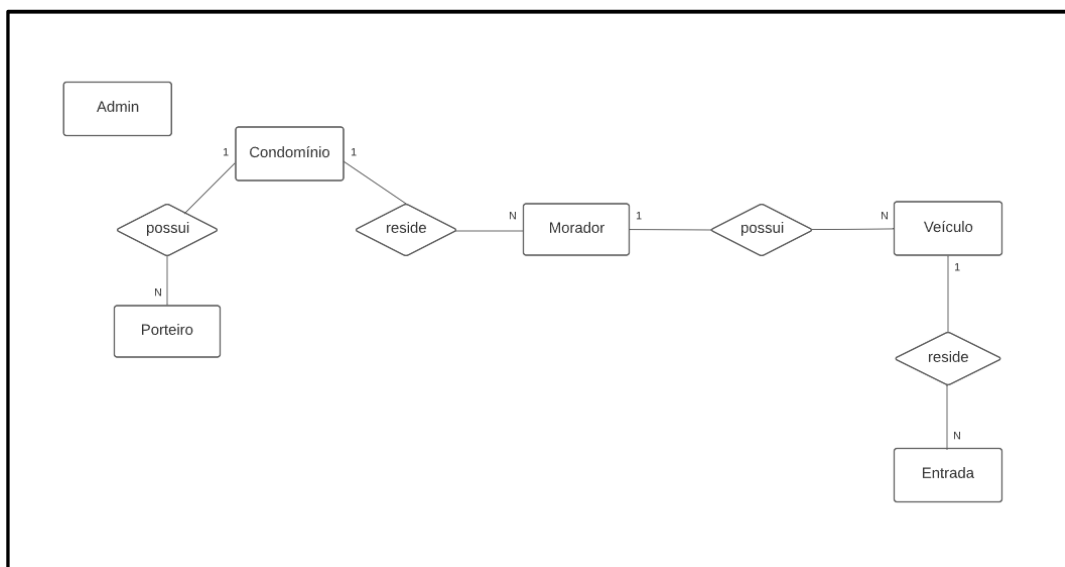 Admin
1
Condomínio
1
possui
reside
N
Morador
1
possui
N
Veículo
1
N
Porteiro
reside
N
Entrada